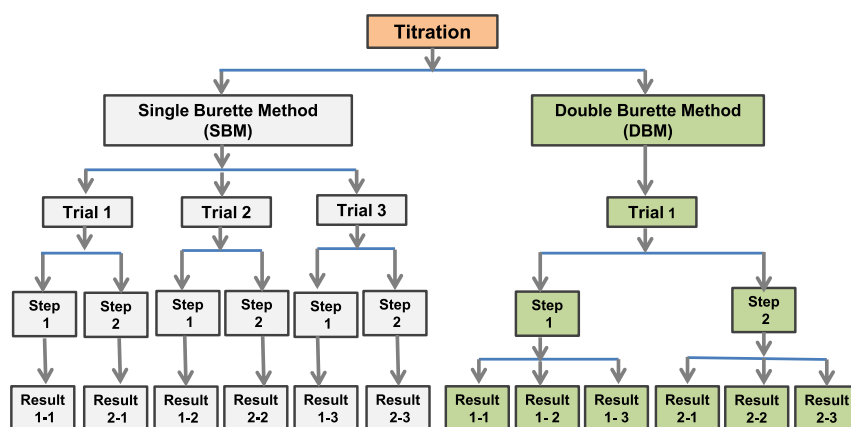 Titration
Single Burette Method
(SBM)
Double Burette Method
(DBM)
Trial 1
Trial 2
Trial 3
Trial 1
Step
1
Step
2
Step
1
Step
2
Step
1
Step
2
Step
1
Step
2
Result
1-1
Result
2-1
Result
1-2
Result
2-2
Result
1-3
Result
2-3
Result
1-1
Result
1- 2
Result
1- 3
Result
2-1
Result
2-2
Result
2-3